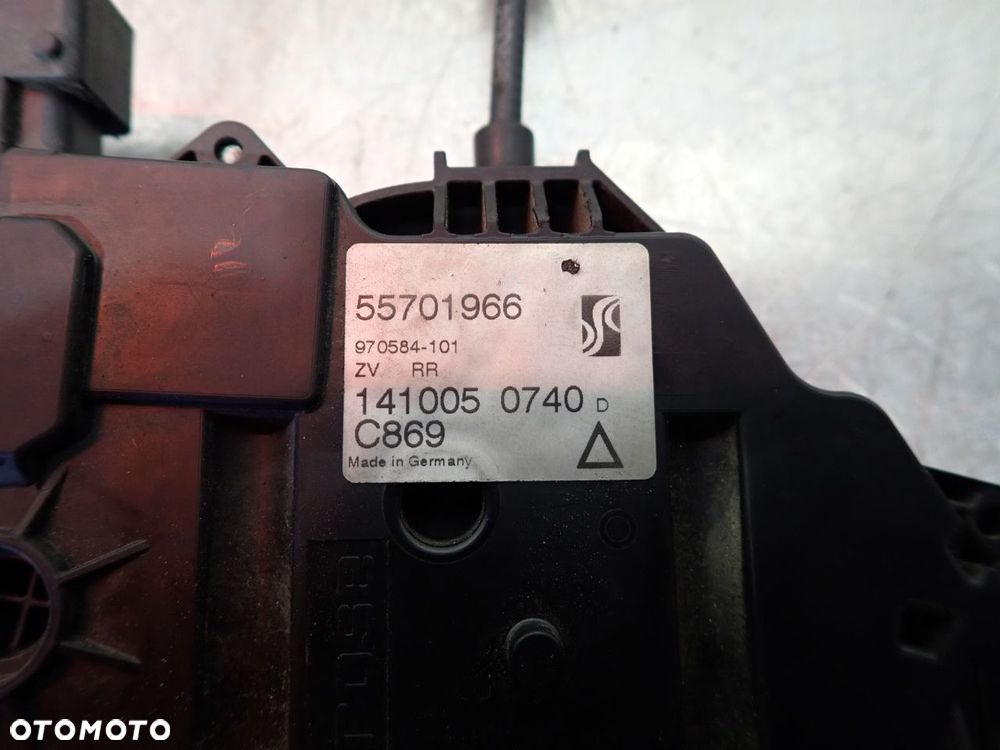 55701966
970584-101
ZV RR
141005 0740 D
C869
Made in Germany
OTOMOTO